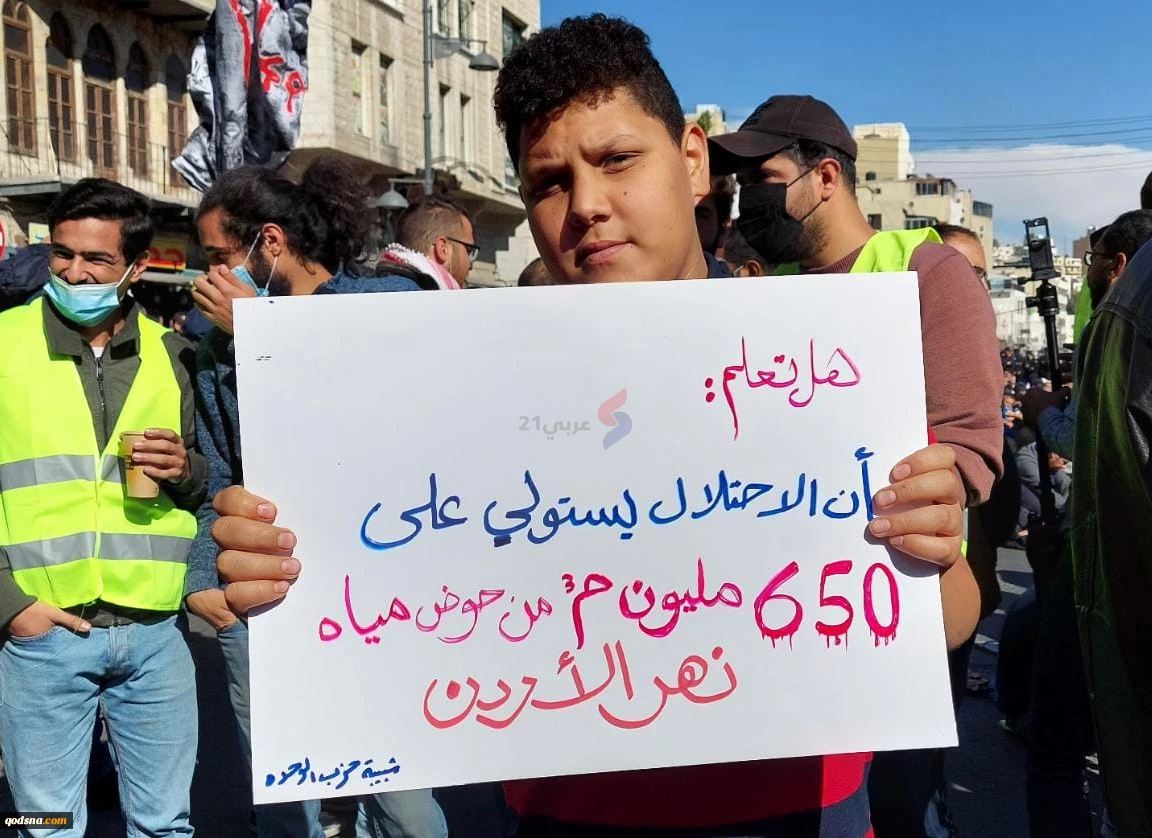 هل تعلم:
عربي21
أن الاحتلال يستولي على
650 مليون م³ من حوض مياه
نهر الأردن
شبيبة حزب الوحدة
qodsna.com